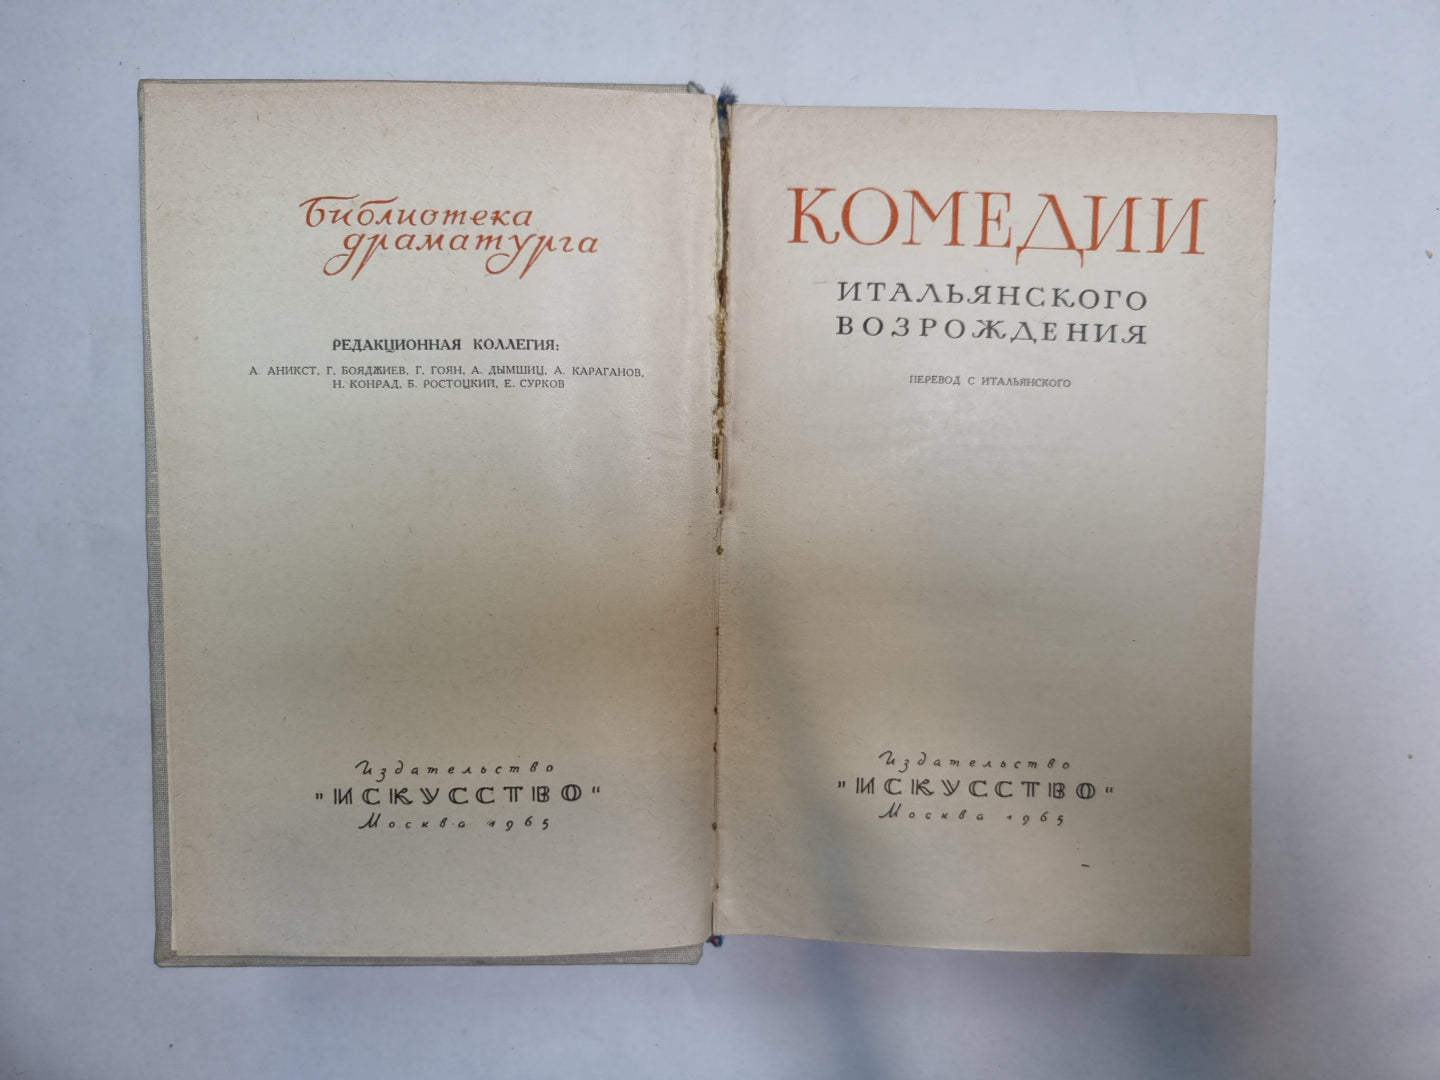 Библиотека
драматурга
РЕДАКЦИОННАЯ КОЛЛЕГИЯ:
А. АНИКСТ, Г. БОЯДЖИЕВ, Г. ГОЯН, А. ДЫМШИЦ, А. КАРАГАНОВ,
Н. КОНРАД, Б. РОСТОЦКИЙ, Е. СУРКОВ
Издательство
"ИСКУССТВО"
Москва 1965
КОМЕДИИ
ИТАЛЬЯНСКОГО
ВОЗРОЖДЕНИЯ
ПЕРЕВОД С ИТАЛЬЯНСКОГО
Издательство
"ИСКУССТВО"
Москва 1965